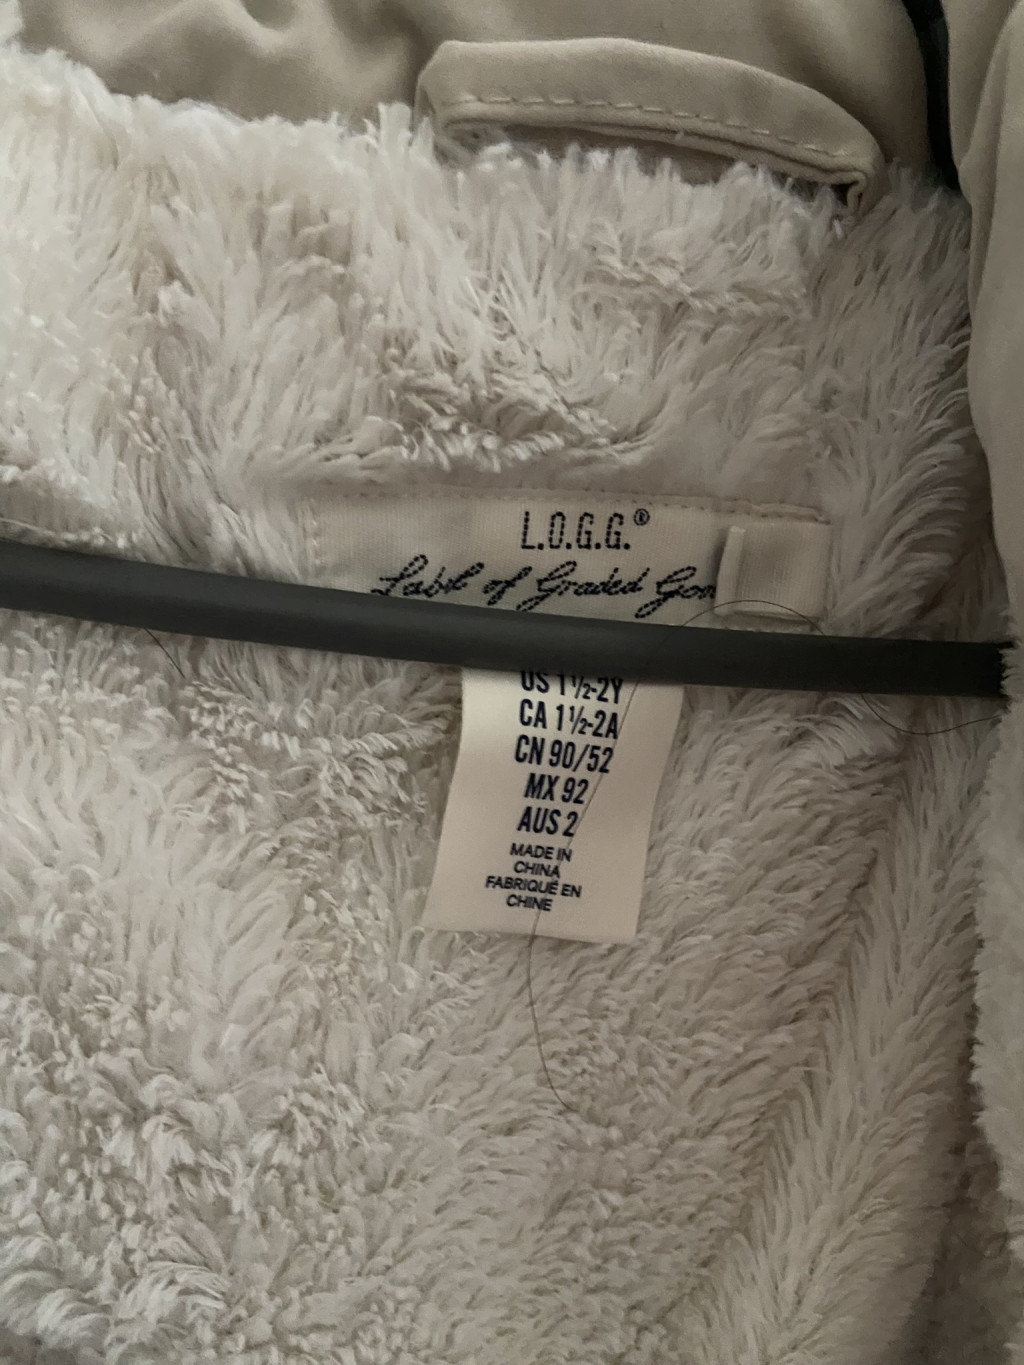 L.O.G.G.®
Label of Graded
US 1½-2Y
CA 1½-2A
CN 90/52
MX 92
AUS 2
MADE IN
CHINA
FABRIQUÉ EN
CHINE